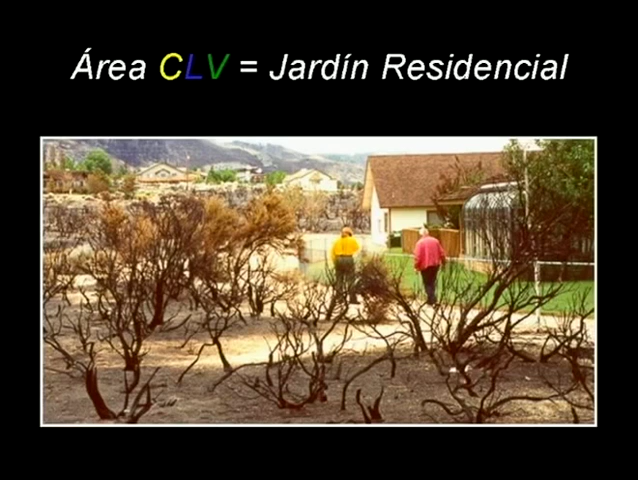 Área CLV = Jardín Residencial